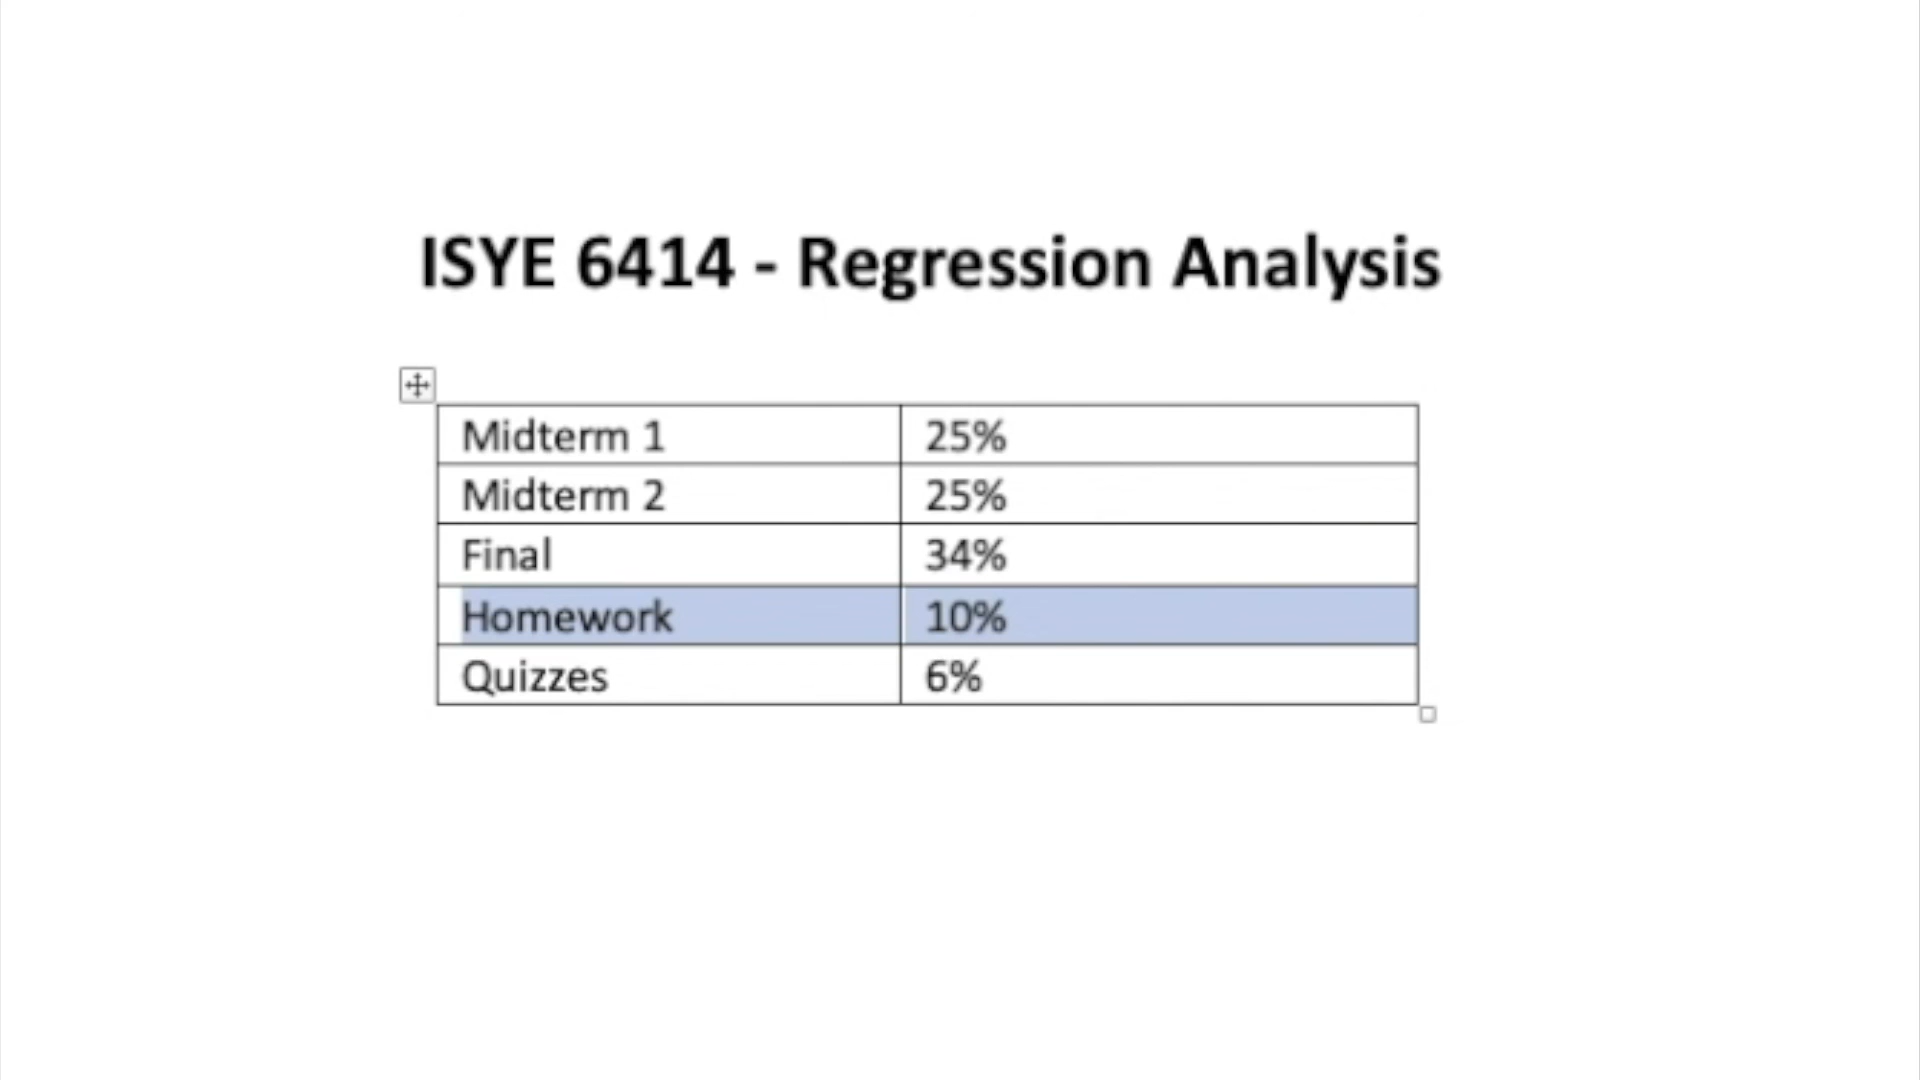 ISYE 6414 - Regression Analysis
Midterm 1 25%
Midterm 2 25%
Final 34%
Homework 10%
Quizzes 6%